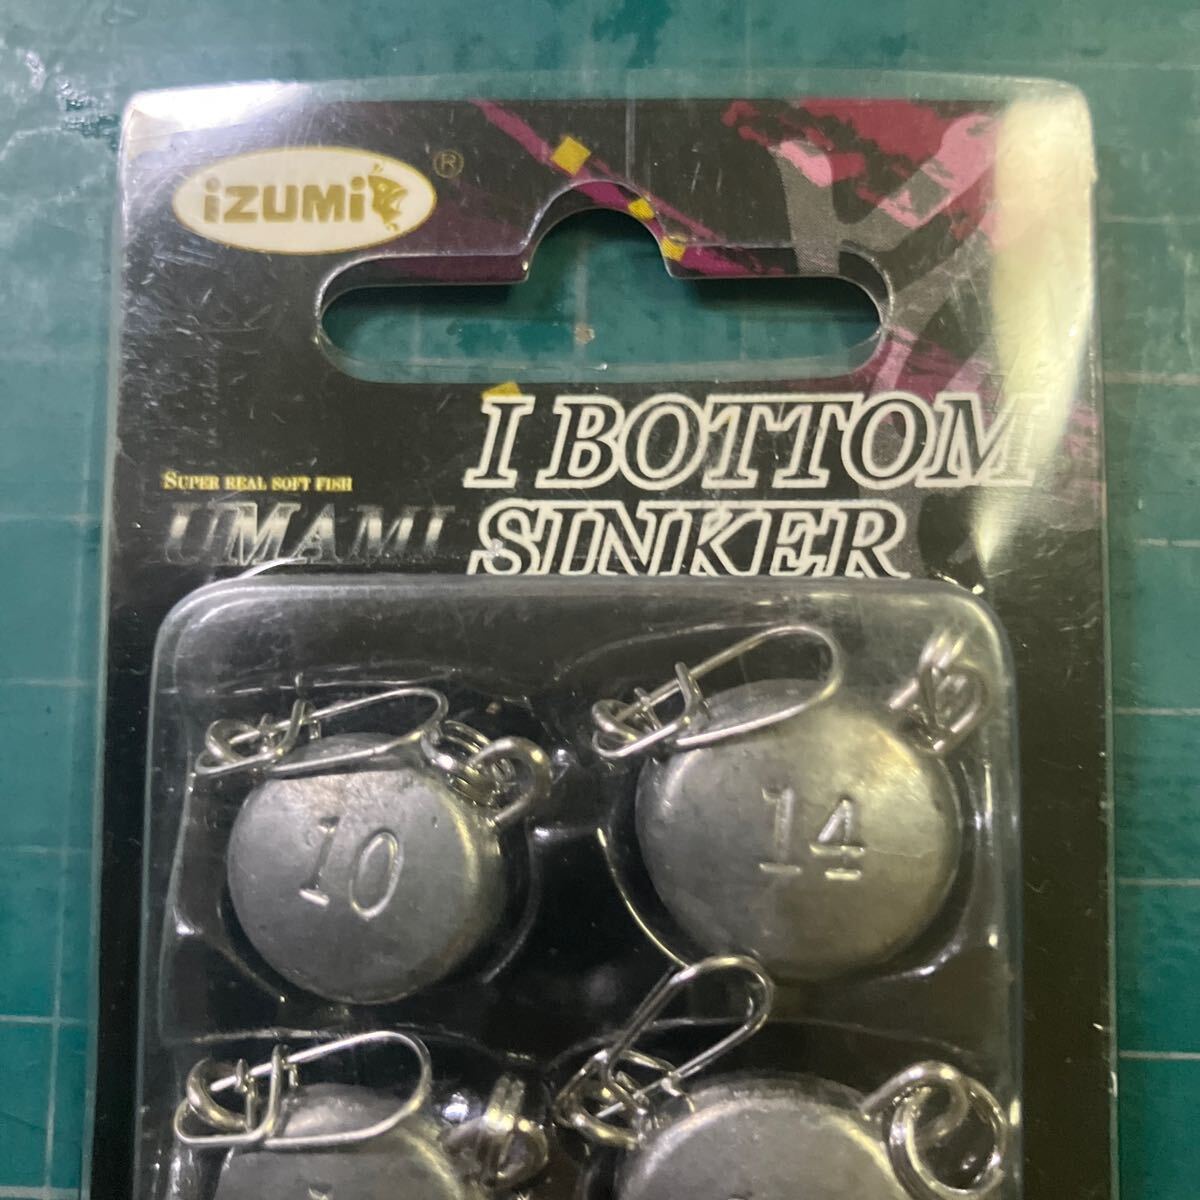 iZUMi ®
I BOTTOM
SINKER
SUPER REAL SOFT FISH
UMAMI
10
14